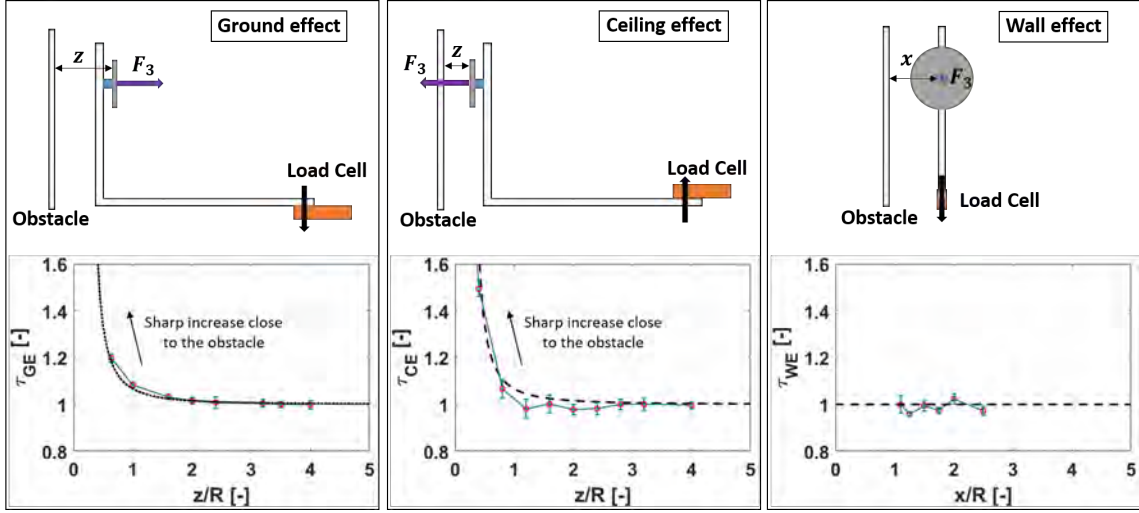 Ground effect
z
F₃
Load Cell
Obstacle
1.6
1.4
1.2
1
0.8
τ_GE [-]
Sharp increase close
to the obstacle
0 1 2 3 4 5
z/R [-]
Ceiling effect
z
F₃
Load Cell
Obstacle
1.6
1.4
1.2
1
0.8
τ_CE [-]
Sharp increase close
to the obstacle
0 1 2 3 4 5
z/R [-]
Wall effect
x
F₃
Load Cell
Obstacle
1.6
1.4
1.2
1
0.8
τ_WE [-]
0 1 2 3 4 5
x/R [-]